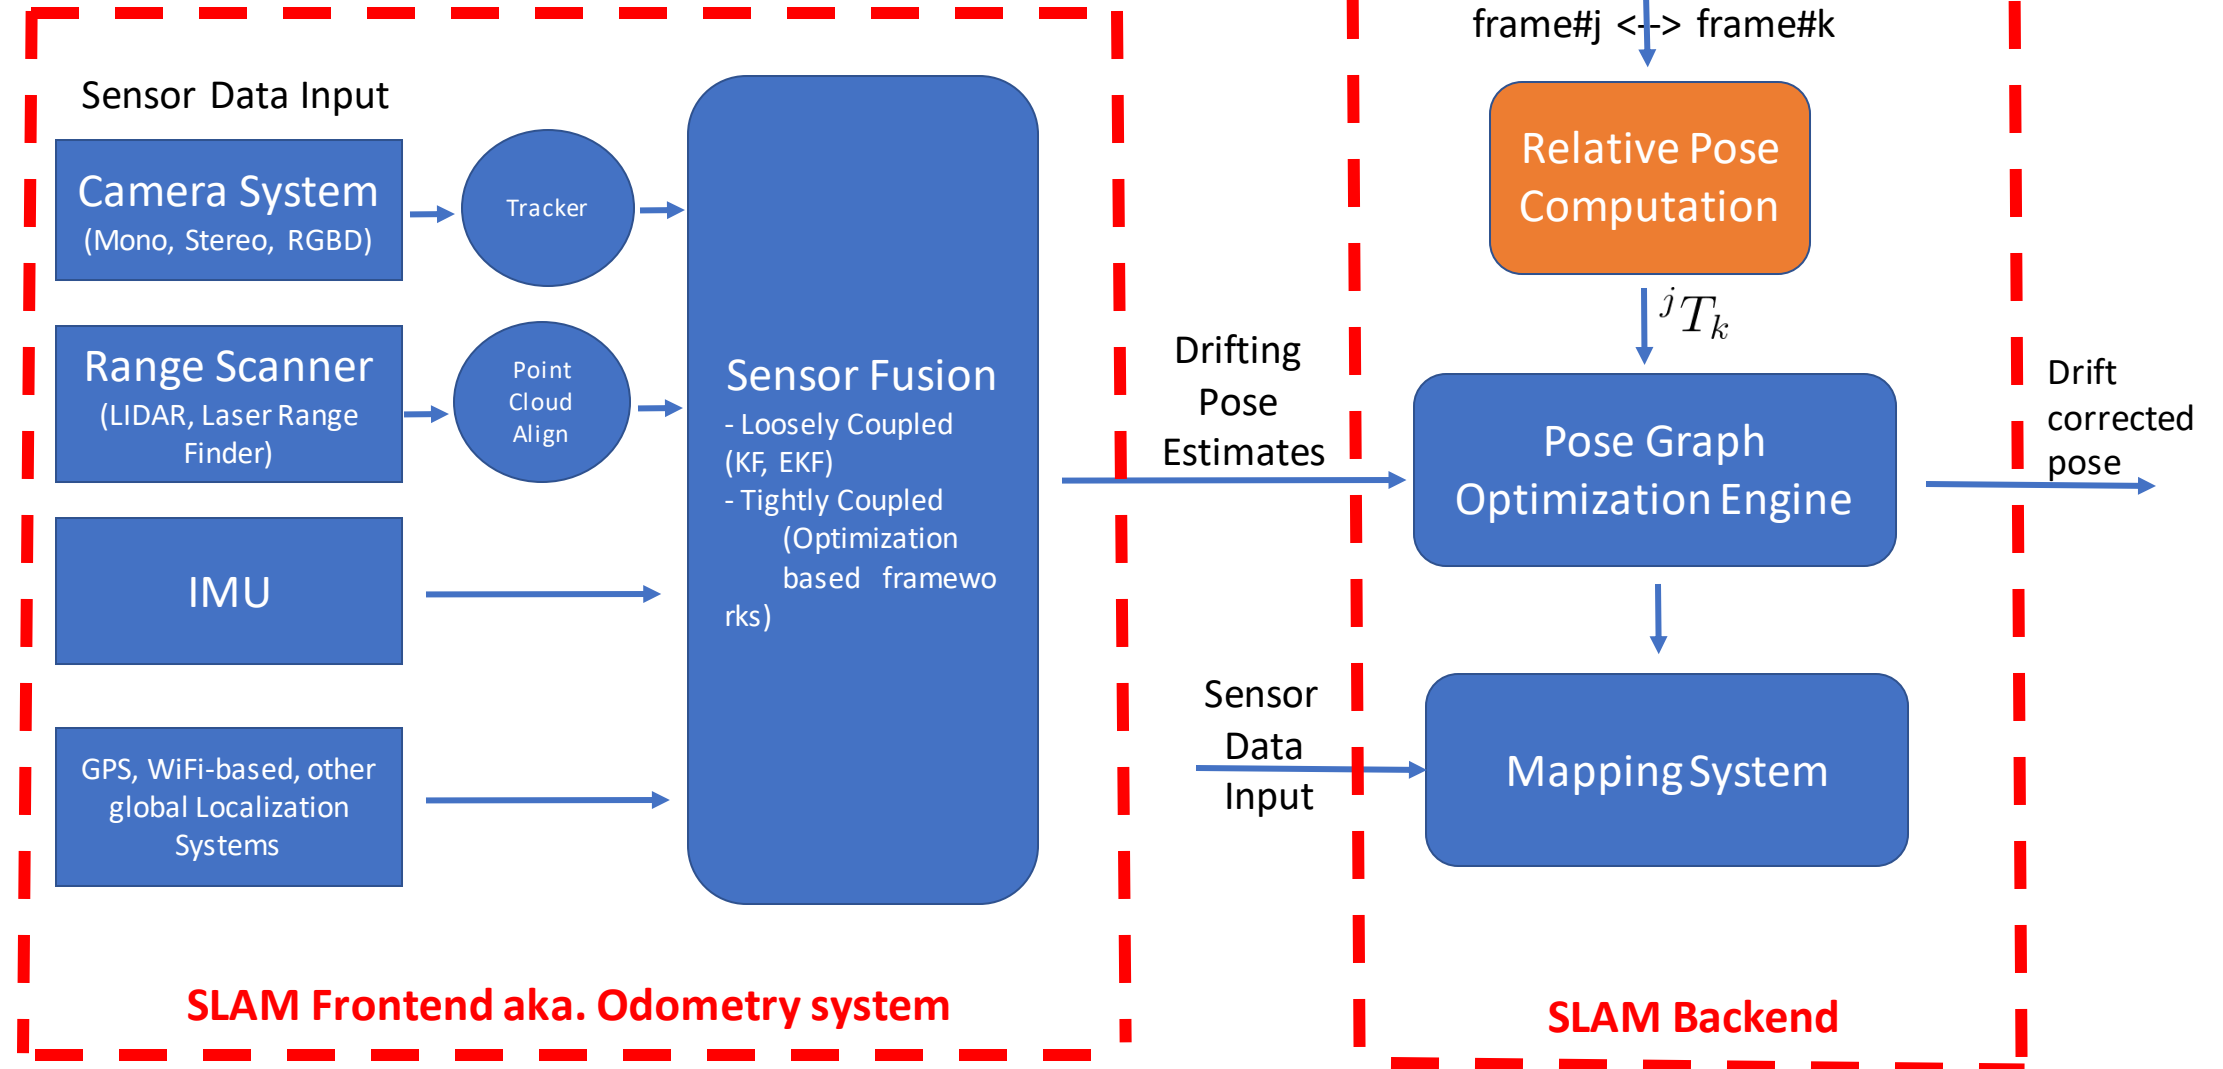 Sensor Data Input
Camera System
(Mono, Stereo, RGBD)
Tracker
Range Scanner
(LIDAR, Laser Range
Finder)
Point
Cloud
Align
IMU
GPS, WiFi-based, other
global Localization
Systems
Sensor Fusion
- Loosely Coupled
(KF, EKF)
- Tightly Coupled
(Optimization
based framewo
rks)
SLAM Frontend aka. Odometry system
Drifting
Pose
Estimates
Sensor
Data
Input
frame#j <--> frame#k
Relative Pose
Computation
$^{j}T_{k}$
Pose Graph
Optimization Engine
Mapping System
SLAM Backend
Drift
corrected
pose